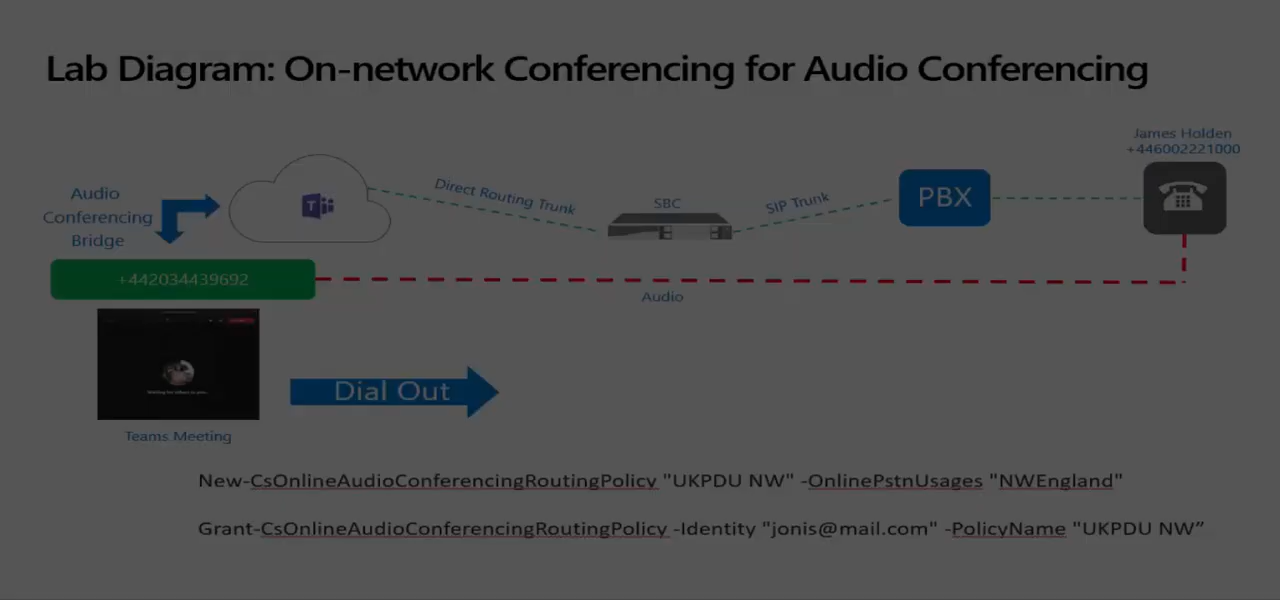 Lab Diagram: On-network Conferencing for Audio Conferencing
James Holden
+446002221000
Audio
Conferencing
Bridge
T
Direct Routing Trunk
SBC
SIP Trunk
PBX
+442034439692
Audio
Dial Out
Teams Meeting
New-CsOnlineAudioConferencingRoutingPolicy "UKPDU NW" -OnlinePstnUsages "NWEngland"
Grant-CsOnlineAudioConferencingRoutingPolicy -Identity "jonis@mail.com" -PolicyName "UKPDU NW”